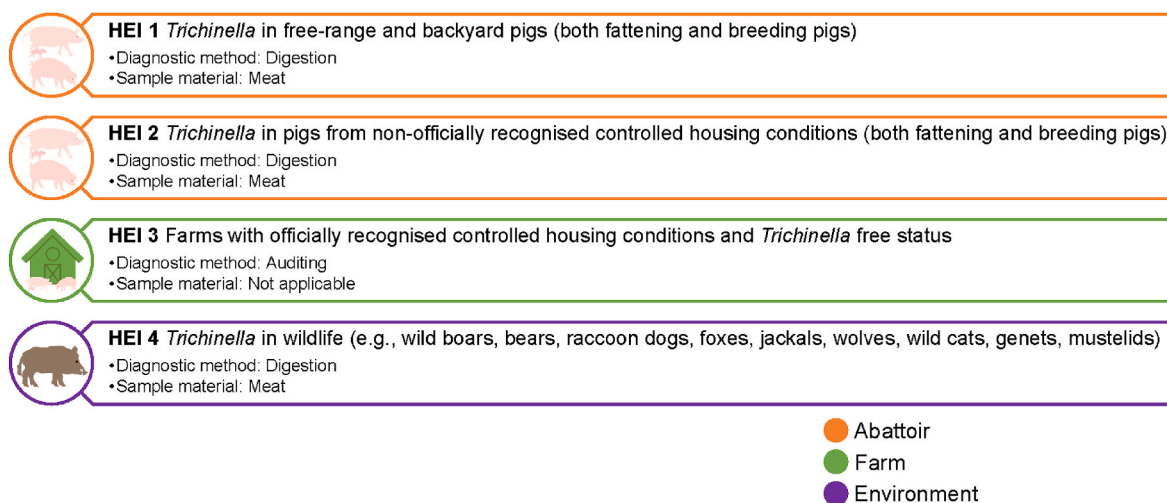 HEI 1 Trichinella in free-range and backyard pigs (both fattening and breeding pigs)
•Diagnostic method: Digestion
•Sample material: Meat
HEI 2 Trichinella in pigs from non-officially recognised controlled housing conditions (both fattening and breeding pigs)
•Diagnostic method: Digestion
•Sample material: Meat
HEI 3 Farms with officially recognised controlled housing conditions and Trichinella free status
•Diagnostic method: Auditing
•Sample material: Not applicable
HEI 4 Trichinella in wildlife (e.g., wild boars, bears, raccoon dogs, foxes, jackals, wolves, wild cats, genets, mustelids)
•Diagnostic method: Digestion
•Sample material: Meat
Abattoir
Farm
Environment